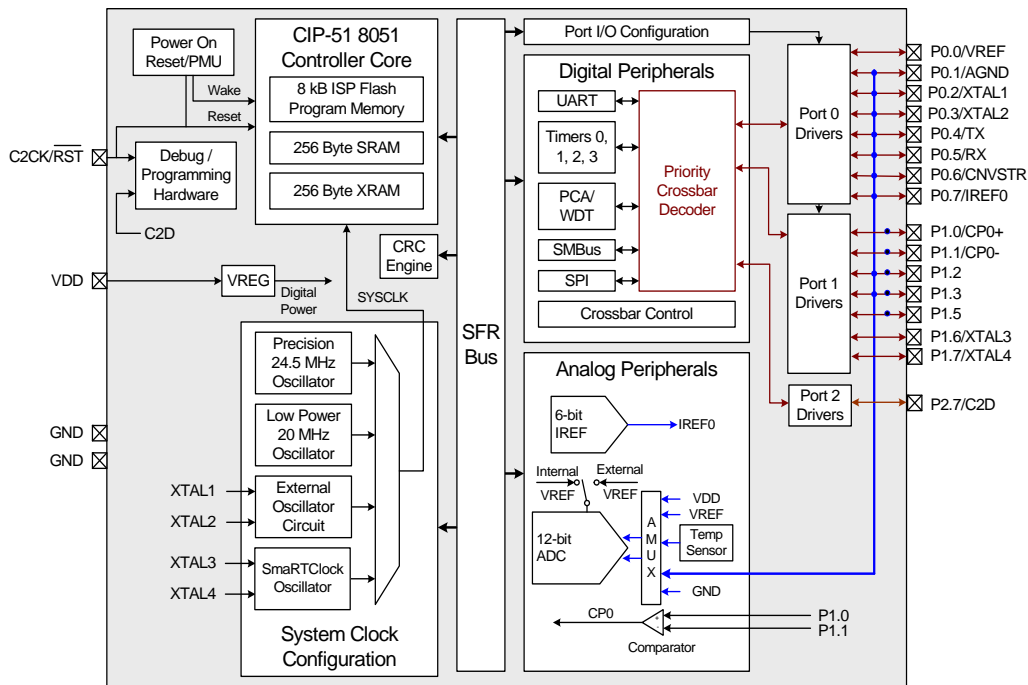 Power On
Reset/PMU
Wake
Reset
C2CK/RST
Debug /
Programming
Hardware
C2D
VDD
VREG
Digital
Power
GND
GND
CIP-51 8051
Controller Core
8 kB ISP Flash
Program Memory
256 Byte SRAM
256 Byte XRAM
CRC
Engine
SYSCLK
Precision
24.5 MHz
Oscillator
Low Power
20 MHz
Oscillator
XTAL1
XTAL2
External
Oscillator
Circuit
XTAL3
XTAL4
SmaRTClock
Oscillator
System Clock
Configuration
SFR
Bus
Port I/O Configuration
Digital Peripherals
UART
Timers 0,
1, 2, 3
PCA/
WDT
SMBus
SPI
Priority
Crossbar
Decoder
Crossbar Control
Analog Peripherals
6-bit
IREF
IREF0
Internal
VREF
External
VREF
12-bit
ADC
A
M
U
X
VDD
VREF
Temp
Sensor
GND
CP0
Comparator
+
-
P1.0
P1.1
Port 0
Drivers
Port 1
Drivers
Port 2
Drivers
P0.0/VREF
P0.1/AGND
P0.2/XTAL1
P0.3/XTAL2
P0.4/TX
P0.5/RX
P0.6/CNV/STR
P0.7/IREF0
P1.0/CP0+
P1.1/CP0-
P1.2
P1.3
P1.5
P1.6/XTAL3
P1.7/XTAL4
P2.7/C2D